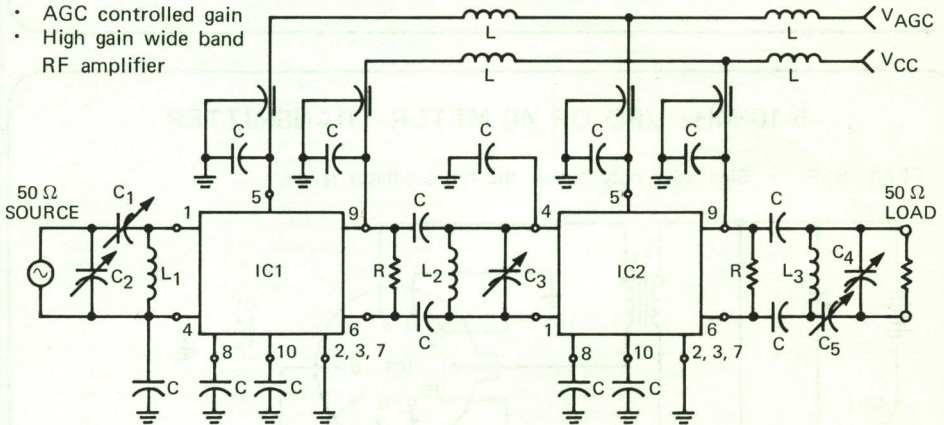 • AGC controlled gain
• High gain wide band
RF amplifier
L
L
V_AGC
L
L
V_CC
C
C
C
C
C
50 Ω
SOURCE
C₁
C₂
L₁
1
4
5
9
6
IC1
8
10
2, 3, 7
C
C
C
R
C
L₂
C
C₃
4
1
5
9
6
IC2
8
10
2, 3, 7
C
C
R
C
L₃
C
C₄
C₅
50 Ω
LOAD